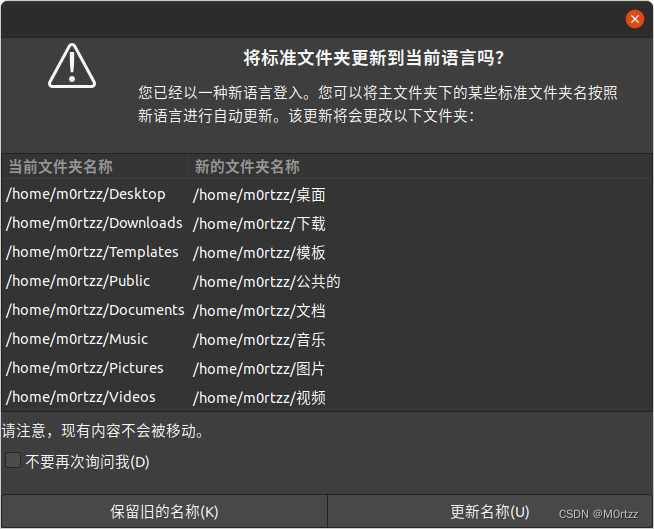 将标准文件夹更新到当前语言吗？
您已经以一种新语言登入。您可以将主文件夹下的某些标准文件夹名按照
新语言进行自动更新。该更新将会更改以下文件夹：
当前文件夹名称 新的文件夹名称
/home/m0rtzz/Desktop /home/m0rtzz/桌面
/home/m0rtzz/Downloads /home/m0rtzz/下载
/home/m0rtzz/Templates /home/m0rtzz/模板
/home/m0rtzz/Public /home/m0rtzz/公共的
/home/m0rtzz/Documents /home/m0rtzz/文档
/home/m0rtzz/Music /home/m0rtzz/音乐
/home/m0rtzz/Pictures /home/m0rtzz/图片
/home/m0rtzz/Videos /home/m0rtzz/视频
请注意，现有内容不会被移动。
不要再次询问我(D)
保留旧的名称(K) 更新名称(U)
CSDN @M0rtzz